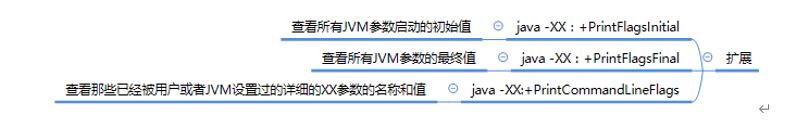 查看所有JVM参数启动的初始值 java -XX：+PrintFlagsInitial
查看所有JVM参数的最终值 java -XX：+PrintFlagsFinal 扩展
查看那些已经被用户或者JVM设置过的详细的XX参数的名称和值 java -XX:+PrintCommandLineFlags